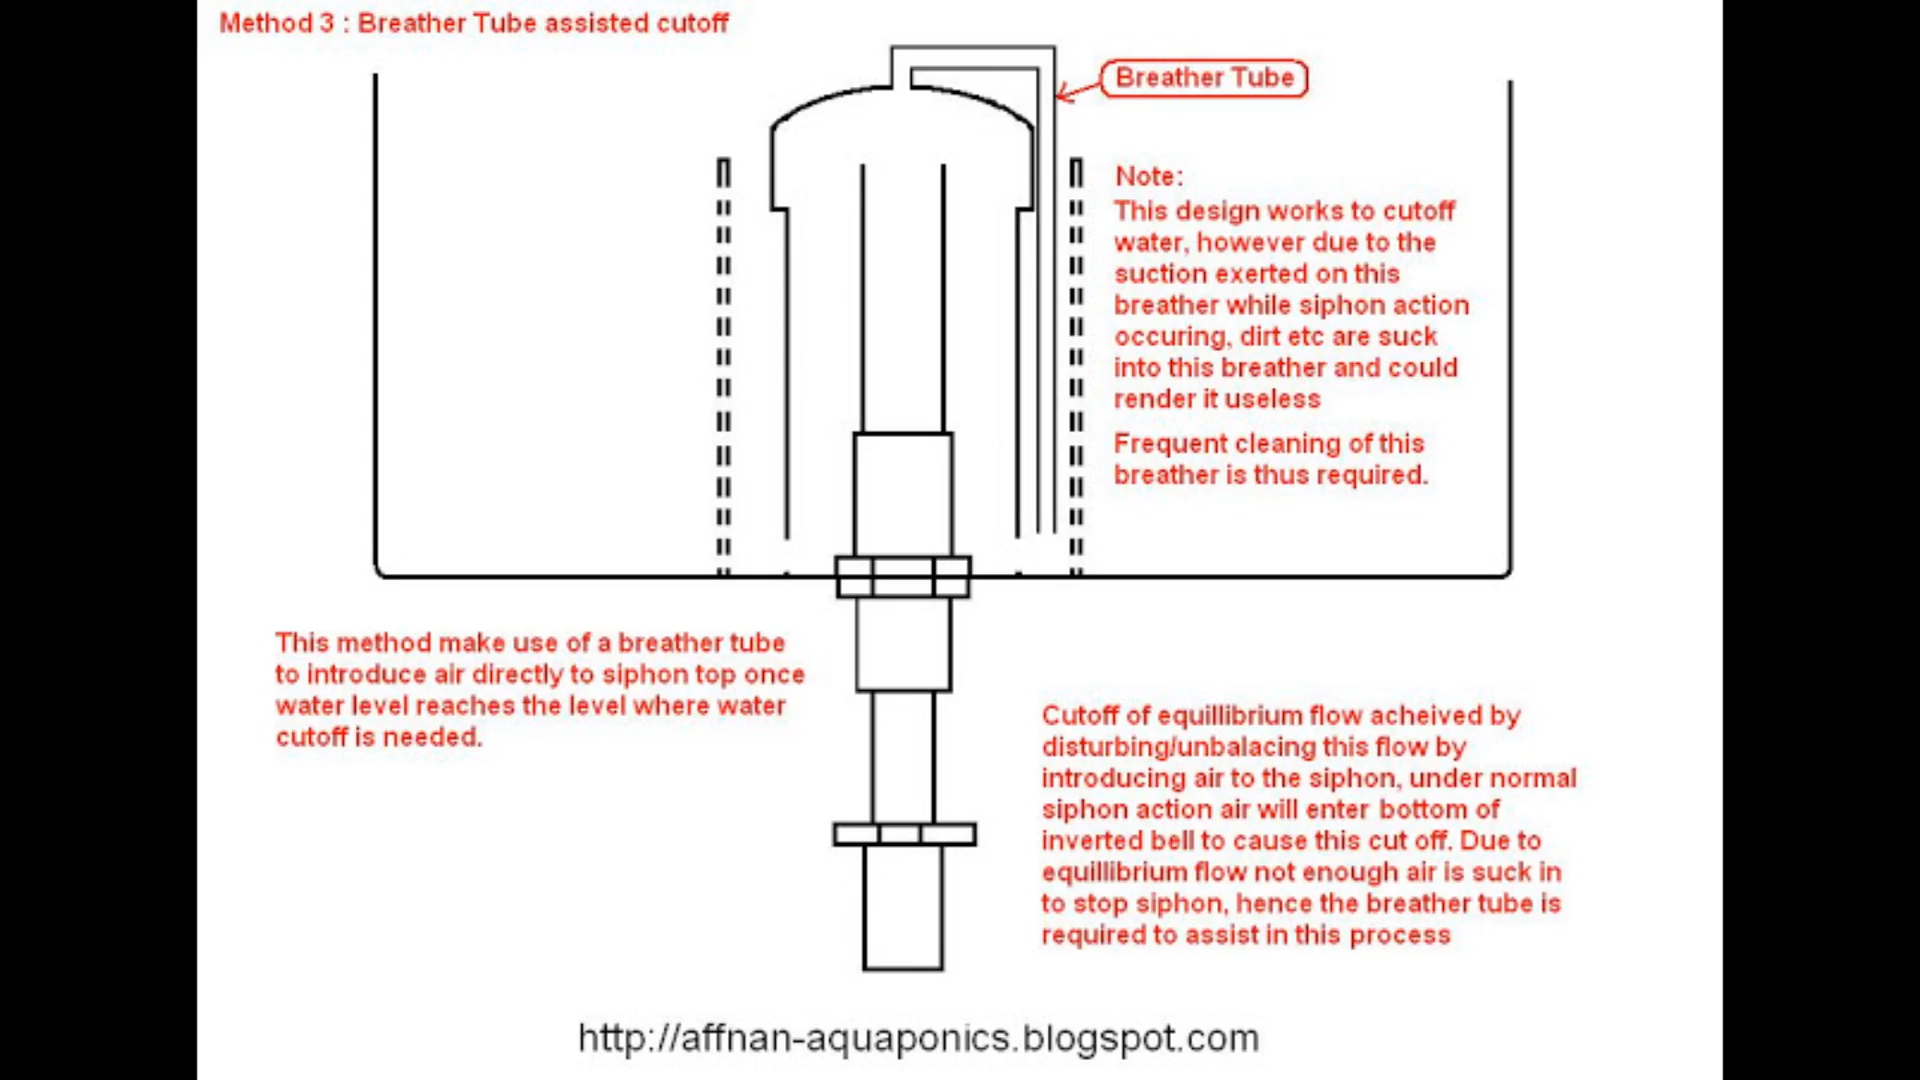 Method 3 : Breather Tube assisted cutoff
Breather Tube
Note:
This design works to cutoff
water, however due to the
suction exerted on this
breather while siphon action
occuring, dirt etc are suck
into this breather and could
render it useless
Frequent cleaning of this
breather is thus required.
This method make use of a breather tube
to introduce air directly to siphon top once
water level reaches the level where water
cutoff is needed.
Cutoff of equillibrium flow acheived by
disturbing/unbalacing this flow by
introducing air to the siphon, under normal
siphon action air will enter bottom of
inverted bell to cause this cut off. Due to
equillibrium flow not enough air is suck in
to stop siphon, hence the breather tube is
required to assist in this process
http://affnan-aquaponics.blogspot.com